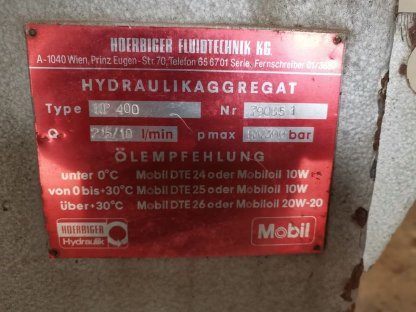 HOERBIGER FLUIDTECHNIK KG.
A-1040 Wien, Prinz Eugen-Str. 70, Telefon 65 6701 Serie, Fernschreiber
HYDRAULIKAGGREGAT
Type 400 Nr
Q l/min pmax bar
ÖLEMPFEHLUNG
unter 0°C Mobil DTE 24 oder Mobiloil 10W
von 0 bis +30°C Mobil DTE 25 oder Mobiloil 10W
über +30°C Mobil DTE 26 oder Mobiloil 20W-20
HOERBIGER
Hydraulik
Mobil